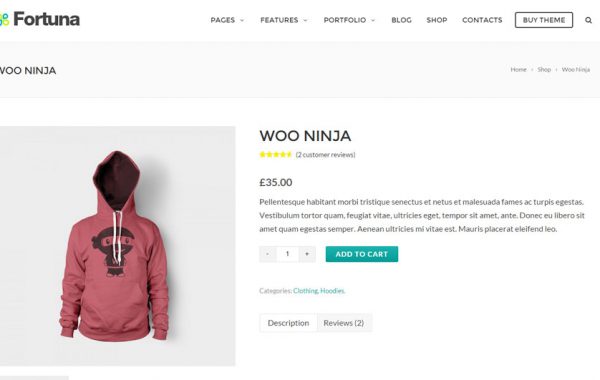 Fortuna
PAGES FEATURES PORTFOLIO BLOG SHOP CONTACTS BUY THEME
WOO NINJA
Home › Shop › Woo Ninja
WOO NINJA
(2 customer reviews)
£35.00
Pellentesque habitant morbi tristique senectus et netus et malesuada fames ac turpis egestas.
Vestibulum tortor quam, feugiat vitae, ultricies eget, tempor sit amet, ante. Donec eu libero sit
amet quam egestas semper. Aenean ultricies mi vitae est. Mauris placerat eleifend leo.
- 1 + ADD TO CART
Categories: Clothing, Hoodies.
Description Reviews (2)